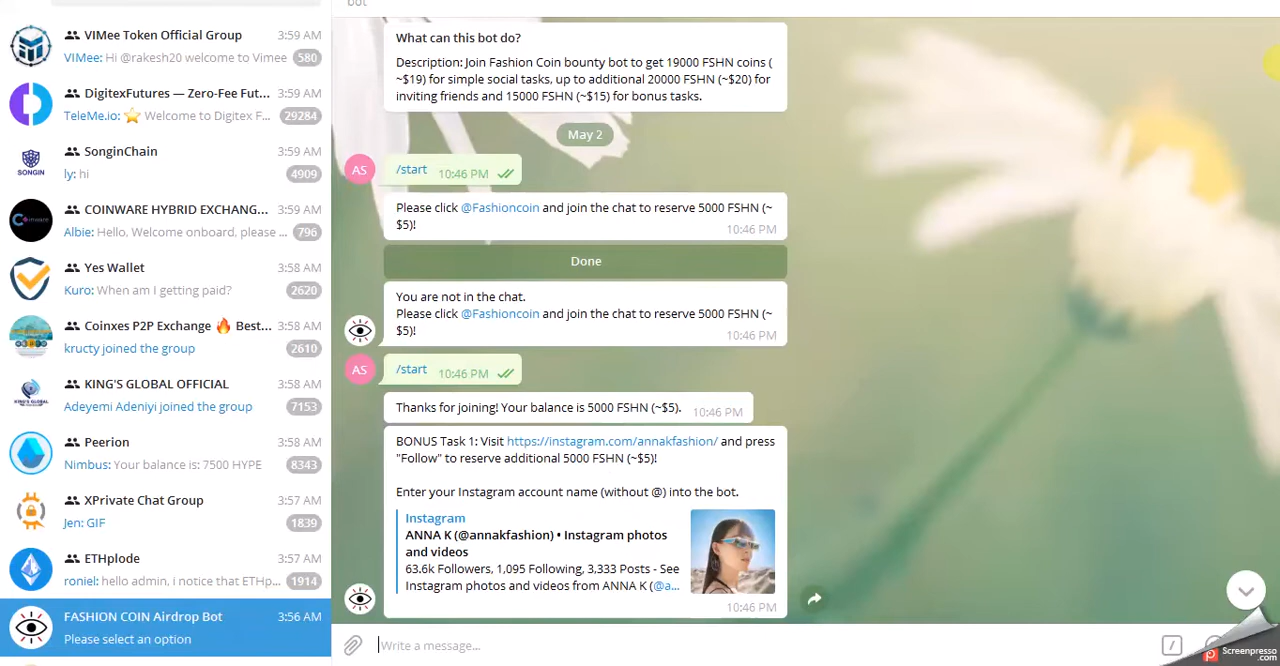 VIMee Token Official Group 3:59 AM
VIMee: Hi @rakesh20 welcome to Vimee 580
DigitexFutures — Zero-Fee Fut... 3:59 AM
TeleMe.io: ⭐ Welcome to Digitex F... 29284
SonginChain 3:59 AM
ly: hi 4909
SONGIN
COINWARE HYBRID EXCHANG... 3:59 AM
Albie: Hello, Welcome onboard, please ... 796
Yes Wallet 3:58 AM
Kuro: When am I getting paid? 2620
Coinxes P2P Exchange 🔥 Best... 3:58 AM
kructy joined the group 2610
KING'S GLOBAL OFFICIAL 3:58 AM
Adeyemi Adeniyi joined the group 7153
Peerion 3:58 AM
Nimbus: Your balance is: 7500 HYPE 8343
XPrivate Chat Group 3:57 AM
Jen: GIF 1839
ETHplode 3:57 AM
roniel: hello admin, i notice that ETHp... 1914
FASHION COIN Airdrop Bot 3:56 AM
Please select an option
bot
What can this bot do?
Description: Join Fashion Coin bounty bot to get 19000 FSHN coins (
~$19) for simple social tasks, up to additional 20000 FSHN (~$20) for
inviting friends and 15000 FSHN (~$15) for bonus tasks.
May 2
AS /start 10:46 PM
Please click @Fashioncoin and join the chat to reserve 5000 FSHN (~
$5)! 10:46 PM
Done
You are not in the chat.
Please click @Fashioncoin and join the chat to reserve 5000 FSHN (~
$5)! 10:46 PM
AS /start 10:46 PM
Thanks for joining! Your balance is 5000 FSHN (~$5). 10:46 PM
BONUS Task 1: Visit https://instagram.com/annakfashion/ and press
"Follow" to reserve additional 5000 FSHN (~$5)!
Enter your Instagram account name (without @) into the bot.
Instagram
ANNA K (@annakfashion) • Instagram photos
and videos
63.6k Followers, 1,095 Following, 3,333 Posts - See
Instagram photos and videos from ANNA K (@a...
10:46 PM
Write a message...
/
Screenpresso
.com